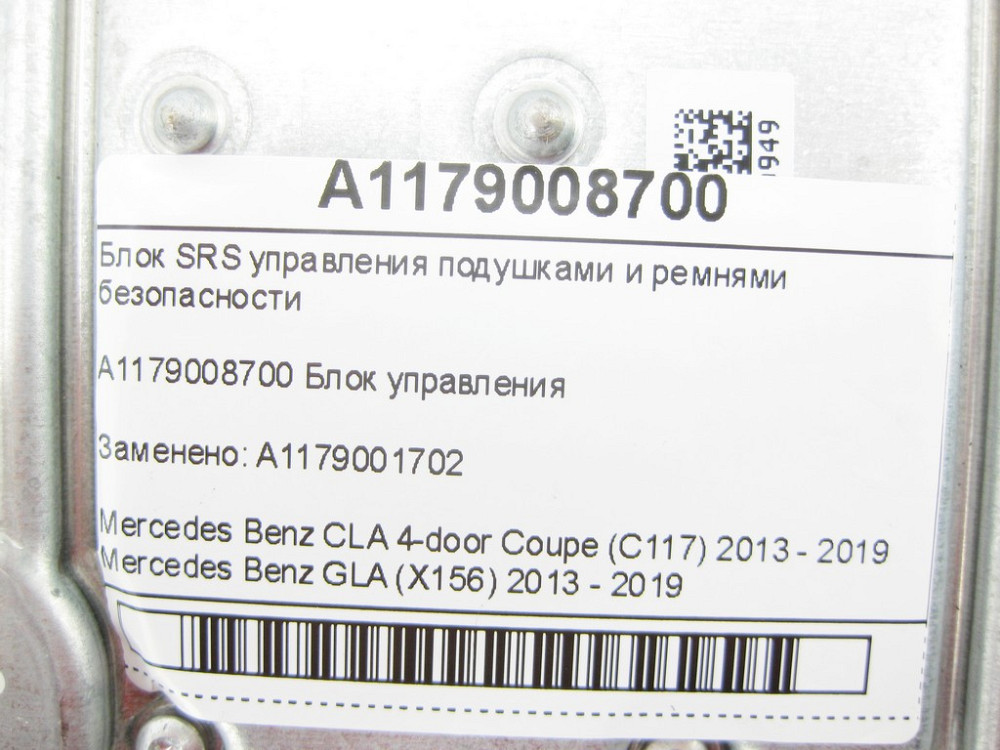 1949
A1179008700
Блок SRS управления подушками и ремнями
безопасности
A1179008700 Блок управления
Заменено: A1179001702
Mercedes Benz CLA 4-door Coupe (C117) 2013 - 2019
Mercedes Benz GLA (X156) 2013 - 2019